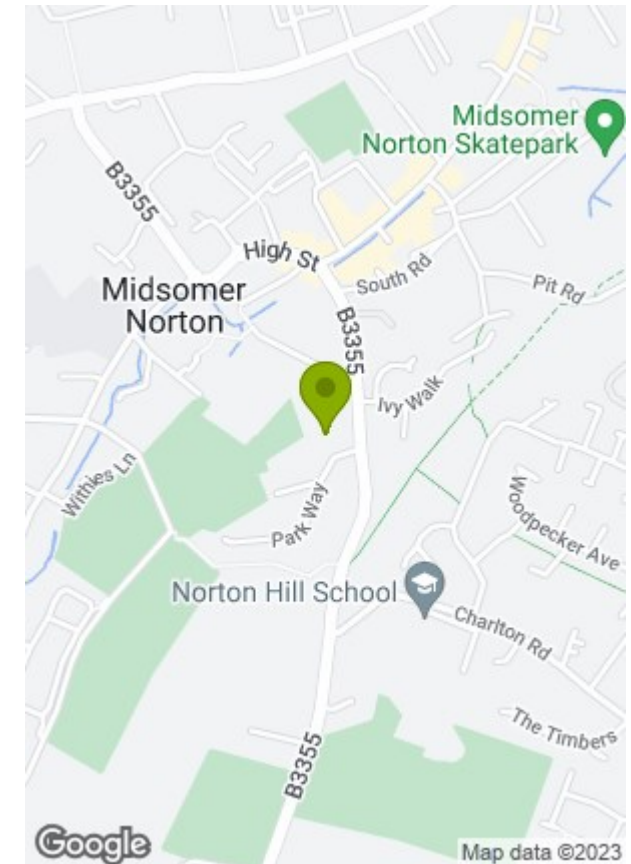 Midsomer
Norton Skatepark
B3355
High St
South Rd
Pit Rd
Midsomer
Norton
B3355
Ivy Walk
Withies Ln
Park Way
Woodpecker Ave
Norton Hill School
Charlton Rd
The Timbers
B3355
Google
Map data ©2023